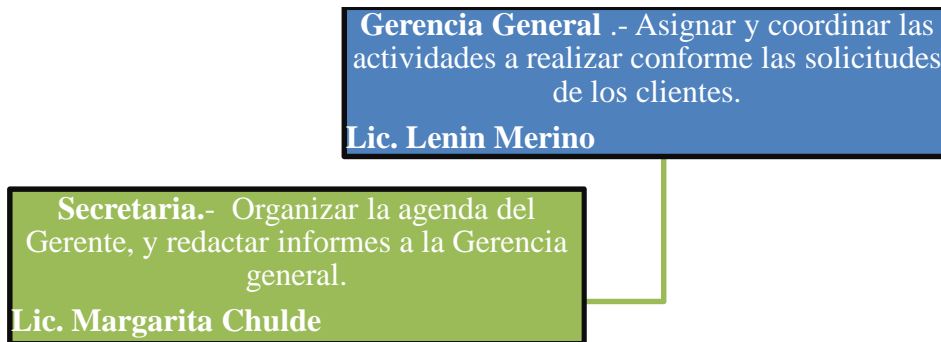 Gerencia General .- Asignar y coordinar las
actividades a realizar conforme las solicitudes
de los clientes.
Lic. Lenin Merino
Secretaria.- Organizar la agenda del
Gerente, y redactar informes a la Gerencia
general.
Lic. Margarita Chulde